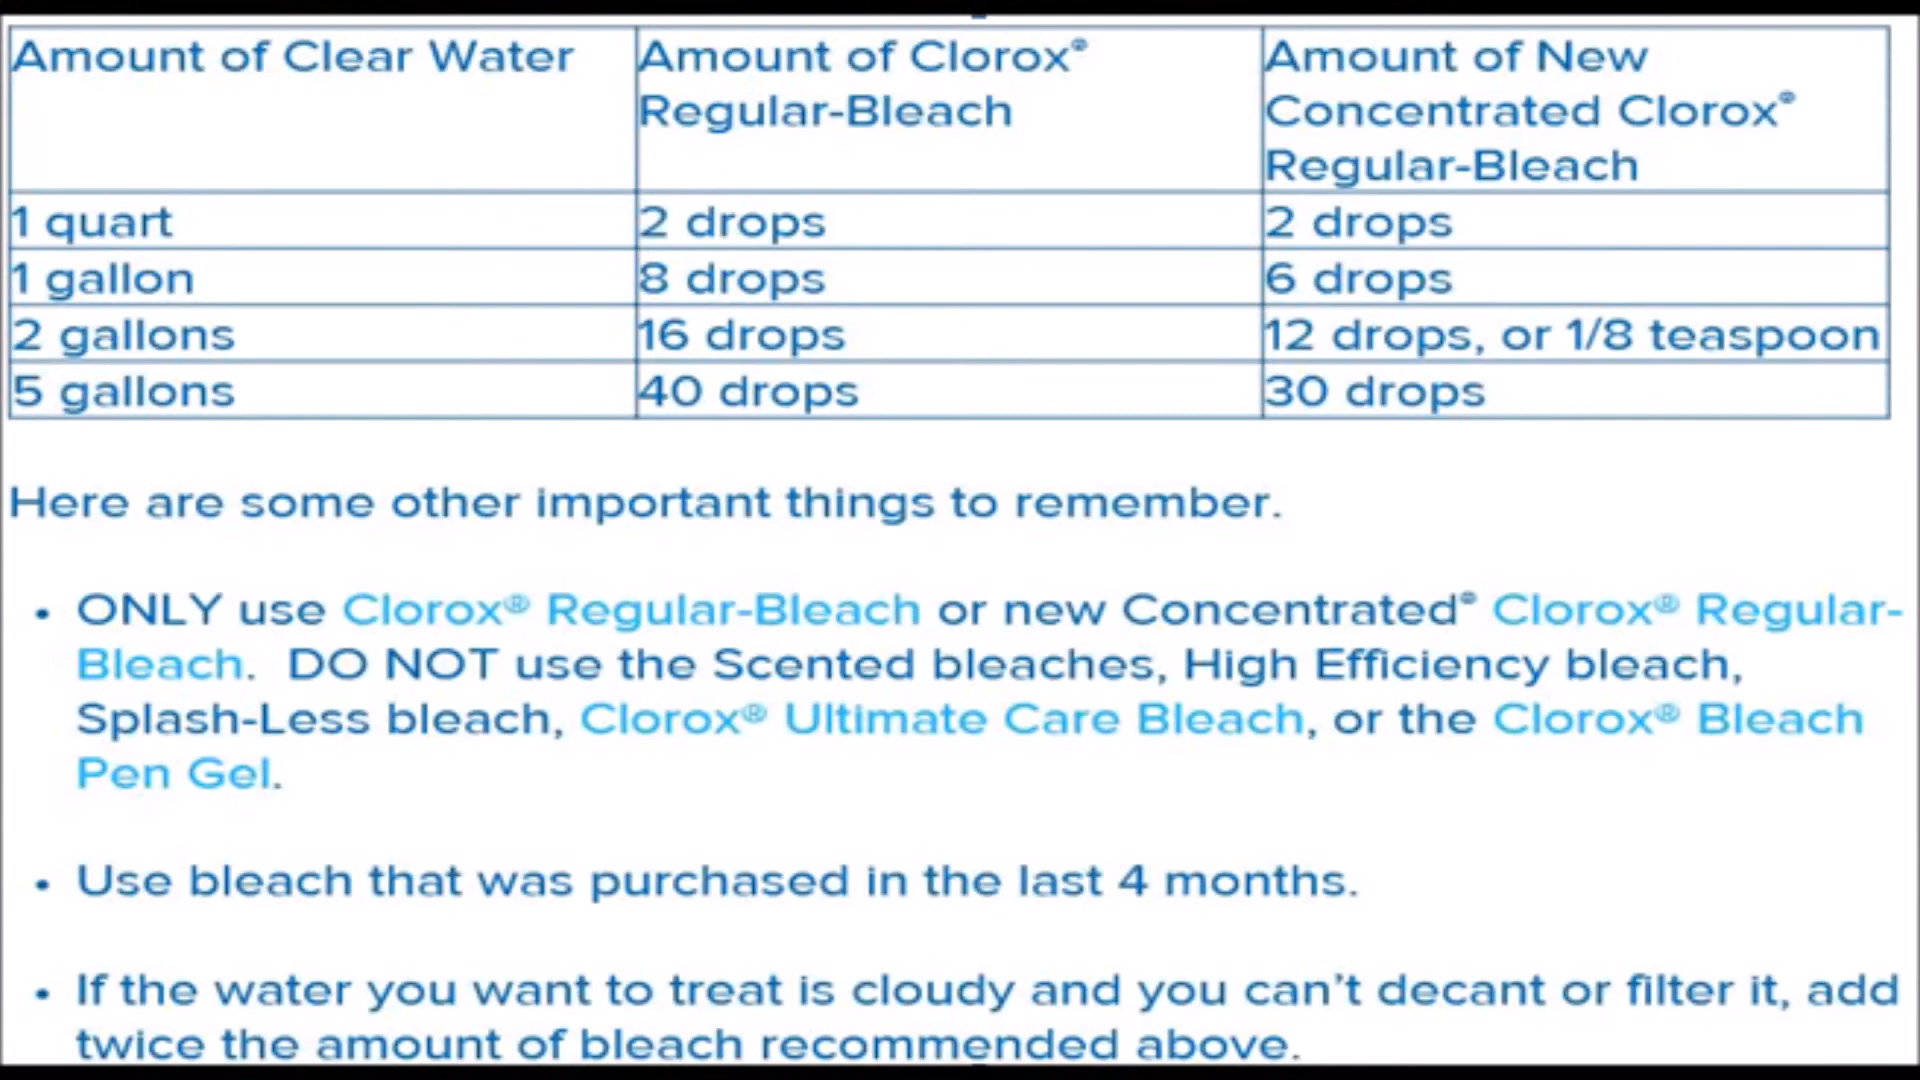 Amount of Clear Water
Amount of Clorox®
Regular-Bleach
Amount of New
Concentrated Clorox®
Regular-Bleach
1 quart
2 drops
2 drops
1 gallon
8 drops
6 drops
2 gallons
16 drops
12 drops, or 1/8 teaspoon
5 gallons
40 drops
30 drops
Here are some other important things to remember.
• ONLY use Clorox® Regular-Bleach or new Concentrated® Clorox® Regular-
Bleach. DO NOT use the Scented bleaches, High Efficiency bleach,
Splash-Less bleach, Clorox® Ultimate Care Bleach, or the Clorox® Bleach
Pen Gel.
• Use bleach that was purchased in the last 4 months.
• If the water you want to treat is cloudy and you can't decant or filter it, add
twice the amount of bleach recommended above.